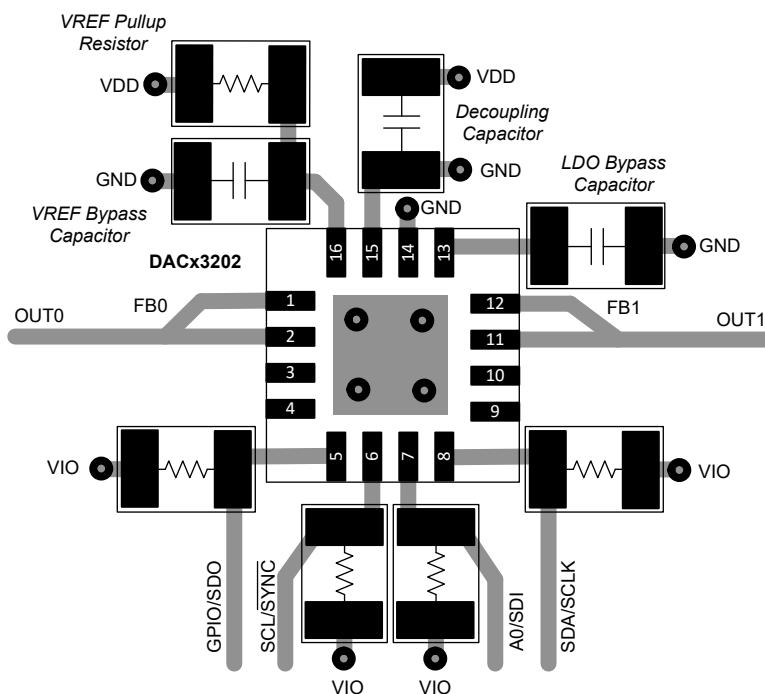 VREF Pullup
Resistor
VDD
VDD
Decoupling
Capacitor
GND
GND
VREF Bypass
Capacitor
GND
LDO Bypass
Capacitor
GND
DACx3202
16
15
14
13
FB0
1
12
FB1
OUT0
2
11
OUT1
3
10
4
9
VIO
5
6
7
8
VIO
GPIO/SDO
SCL/SYNC
A0/SDI
SDA/SCLK
VIO
VIO